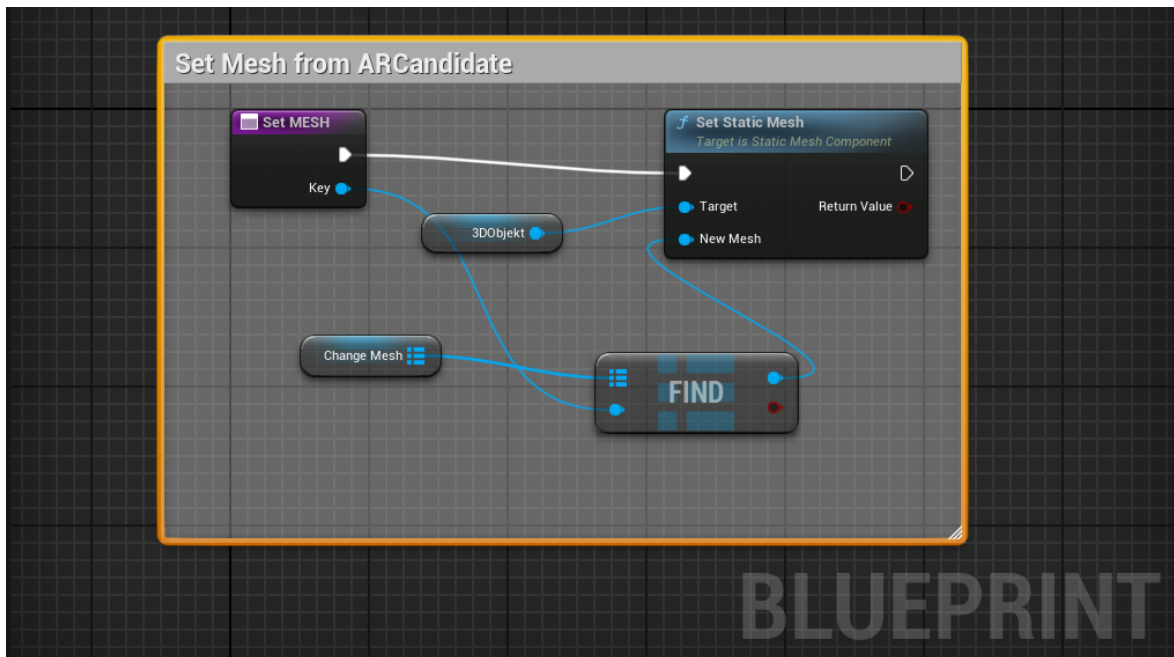 Set Mesh from ARCandidate
Set MESH
Key
3DObjekt
Set Static Mesh
Target is Static Mesh Component
Target
Return Value
New Mesh
Change Mesh
FIND
BLUEPRINT